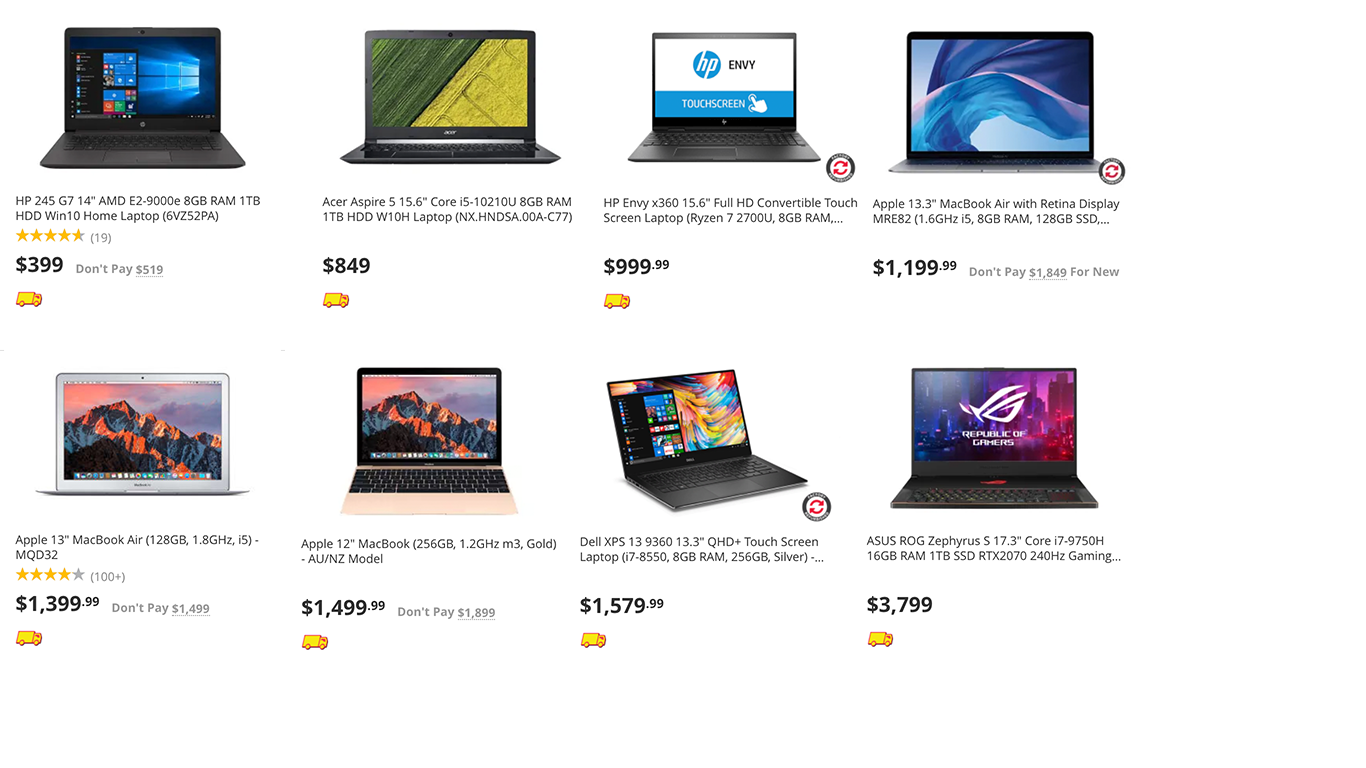 hp ENVY
TOUCHSCREEN
acer
HP 245 G7 14" AMD E2-9000e 8GB RAM 1TB
HDD Win10 Home Laptop (6VZ52PA)
(19)
$399 Don't Pay $519
Acer Aspire 5 15.6" Core i5-10210U 8GB RAM
1TB HDD W10H Laptop (NX.HNDSA.00A-C77)
$849
HP Envy x360 15.6" Full HD Convertible Touch
Screen Laptop (Ryzen 7 2700U, 8GB RAM,...
$999.99
Apple 13.3" MacBook Air with Retina Display
MRE82 (1.6GHz i5, 8GB RAM, 128GB SSD,...
$1,199.99 Don't Pay $1,849 For New
REPUBLIC OF
GAMERS
Apple 13" MacBook Air (128GB, 1.8GHz, i5) -
MQD32
(100+)
$1,399.99 Don't Pay $1,499
Apple 12" MacBook (256GB, 1.2GHz m3, Gold)
- AU/NZ Model
$1,499.99 Don't Pay $1,899
Dell XPS 13 9360 13.3" QHD+ Touch Screen
Laptop (i7-8550, 8GB RAM, 256GB, Silver) -...
$1,579.99
ASUS ROG Zephyrus S 17.3" Core i7-9750H
16GB RAM 1TB SSD RTX2070 240Hz Gaming...
$3,799